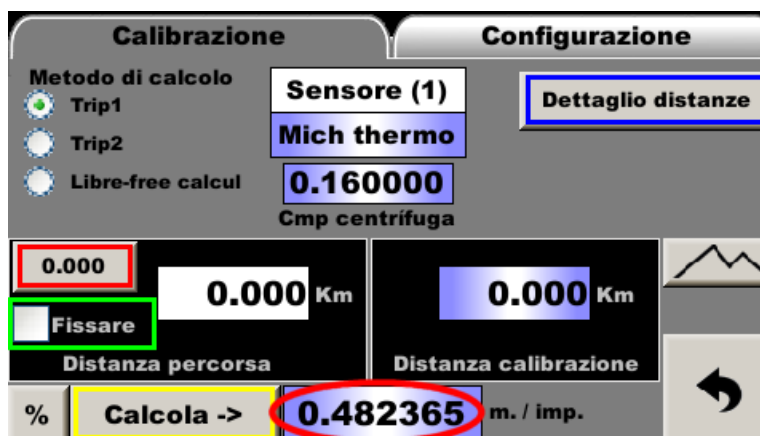 Calibrazione
Configurazione
Metodo di calcolo
Trip1
Trip2
Libre-free calcul
Sensore (1)
Mich thermo
0.160000
Cmp centrífuga
Dettaglio distanze
0.000
0.000 Km
Fissare
Distanza percorsa
0.000 Km
Distanza calibrazione
%
Calcola ->
0.482365 m. / imp.